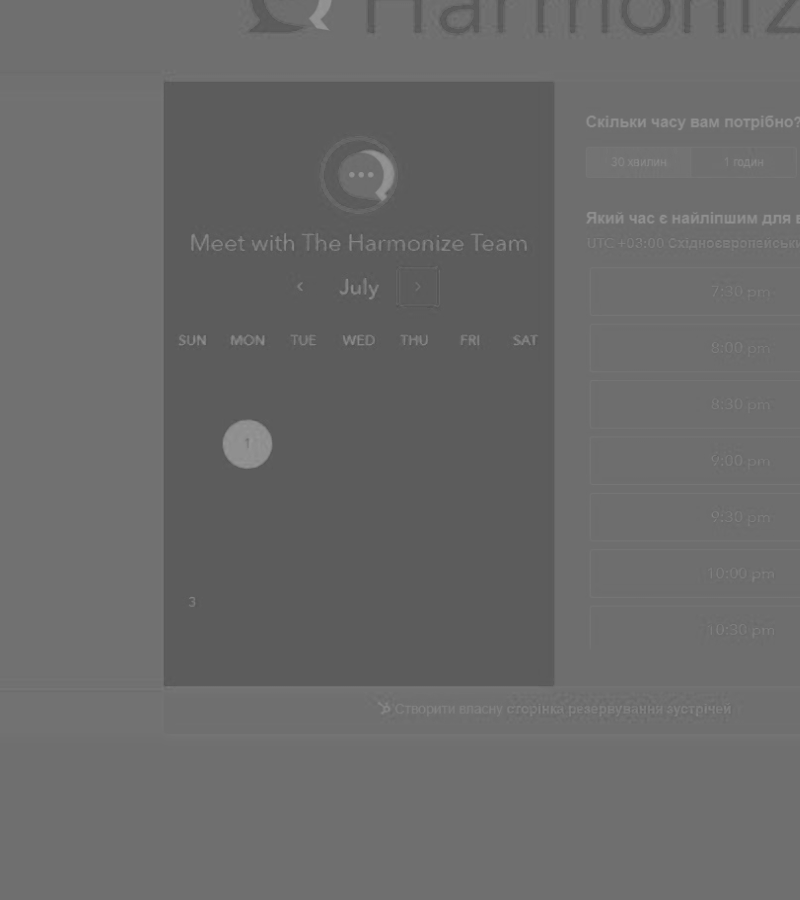 Harmoniz
Meet with The Harmonize Team
July
SUN MON TUE WED THU FRI SAT
1
3
Скільки часу вам потрібно?
30 хвилин 1 годин
Який час є найліпшим для в
UTC +03:00 Східноєвропейськи
7:30 pm
8:00 pm
8:30 pm
9:00 pm
9:30 pm
10:00 pm
10:30 pm
Створити власну сторінка резервування зустрічей